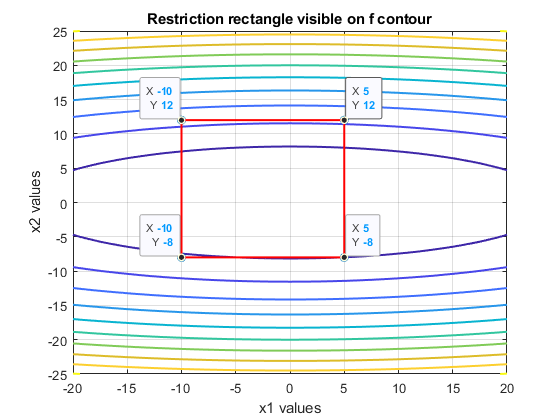 Restriction rectangle visible on f contour
25
20
15
10
5
0
-5
-10
-15
-20
-25
x2 values
X -10
Y 12
X 5
Y 12
X -10
Y -8
X 5
Y -8
-20 -15 -10 -5 0 5 10 15 20
x1 values